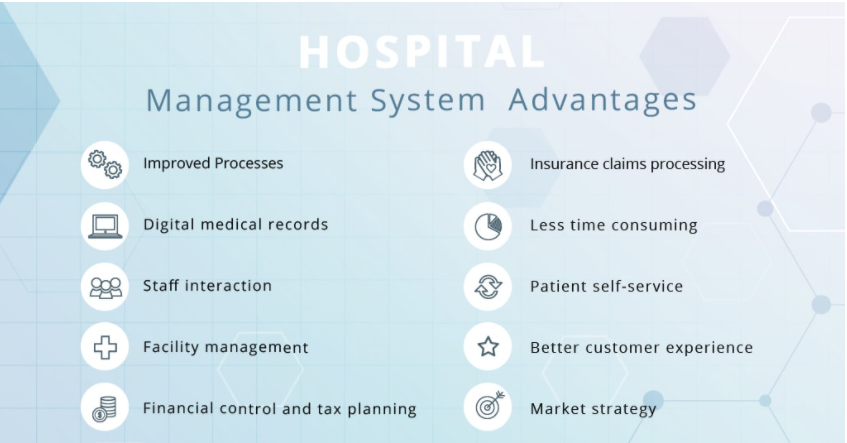 HOSPITAL
Management System Advantages
Improved Processes
Digital medical records
Staff interaction
Facility management
Financial control and tax planning
Insurance claims processing
Less time consuming
Patient self-service
Better customer experience
Market strategy